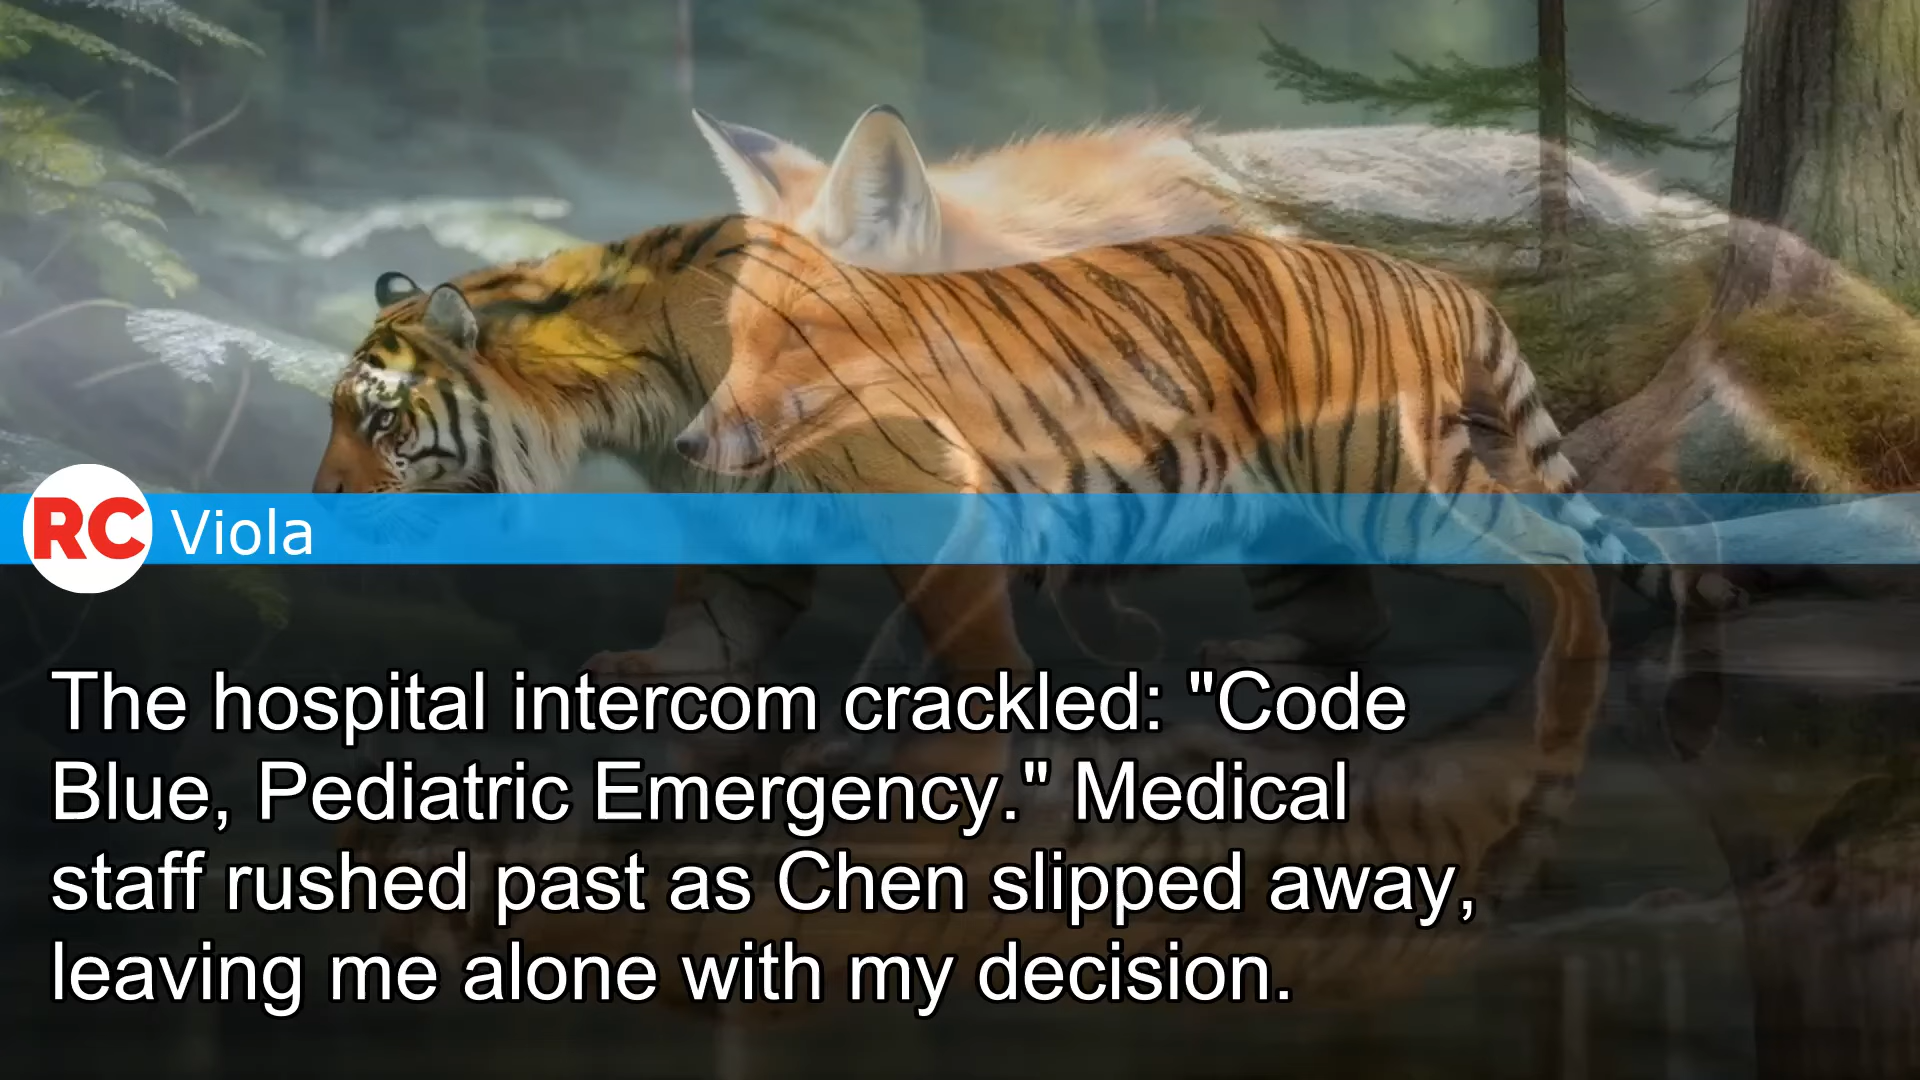 RC Viola
The hospital intercom crackled: "Code
Blue, Pediatric Emergency." Medical
staff rushed past as Chen slipped away,
leaving me alone with my decision.